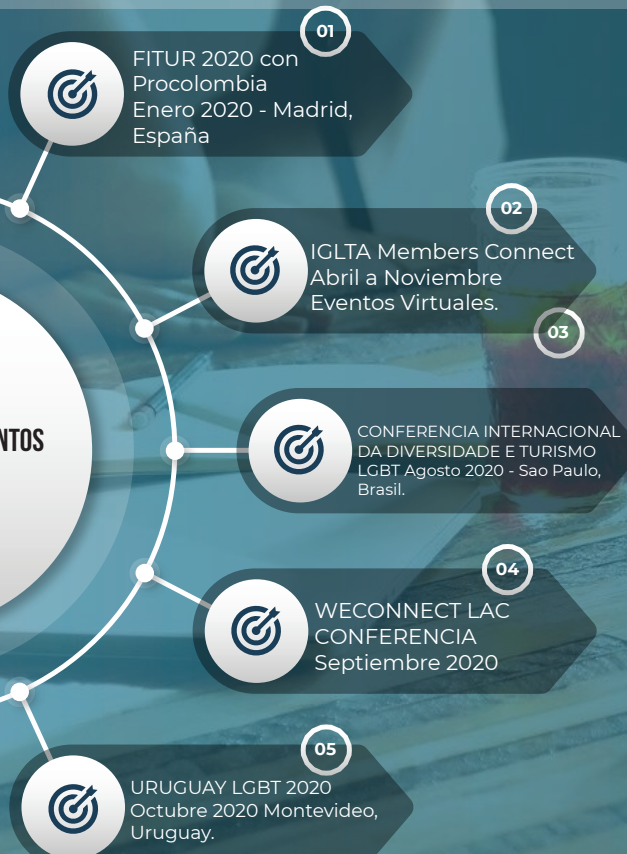 01
FITUR 2020 con
Procolombia
Enero 2020 - Madrid,
España
02
IGLTA Members Connect
Abril a Noviembre
Eventos Virtuales.
03
CONFERENCIA INTERNACIONAL
DA DIVERSIDADE E TURISMO
LGBT Agosto 2020 - Sao Paulo,
Brasil.
NTOS
04
WECONNECT LAC
CONFERENCIA
Septiembre 2020
05
URUGUAY LGBT 2020
Octubre 2020 Montevideo,
Uruguay.